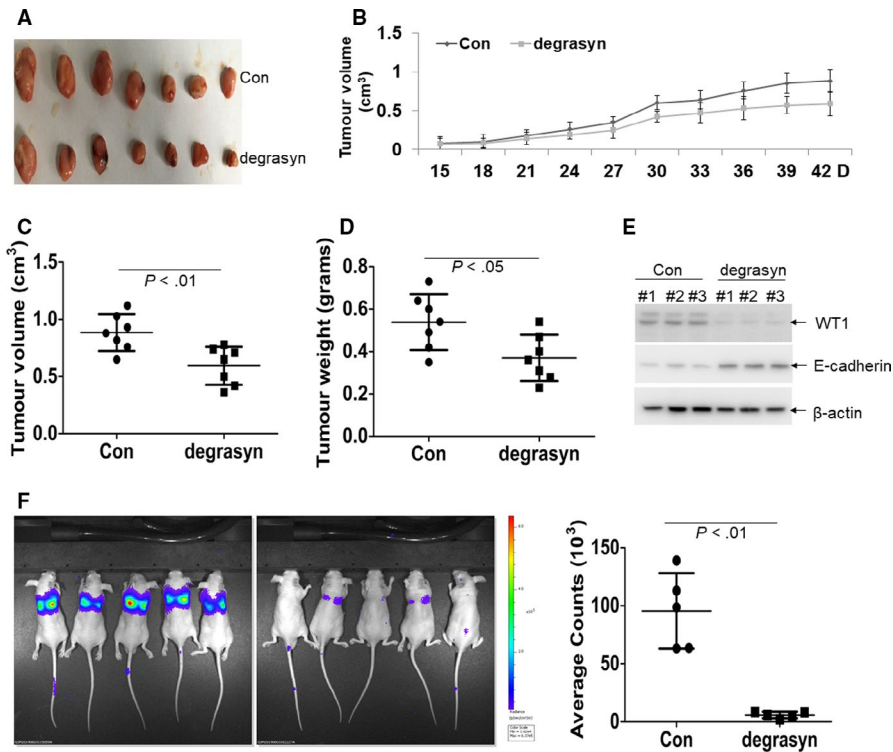 A
Con
degrasyn
B
Con degrasyn
Tumour volume
(cm³)
1
0.5
0
15 18 21 24 27 30 33 36 39 42 D
C
Tumour volume (cm³)
1.5
1.0
0.5
0.0
P < .01
Con degrasyn
D
Tumour weight (grams)
0.8
0.6
0.4
0.2
0.0
P < .05
Con degrasyn
E
Con degrasyn
#1 #2 #3 #1 #2 #3
WT1
E-cadherin
β-actin
F
Average Counts (10³)
150
100
50
0
P < .01
Con degrasyn